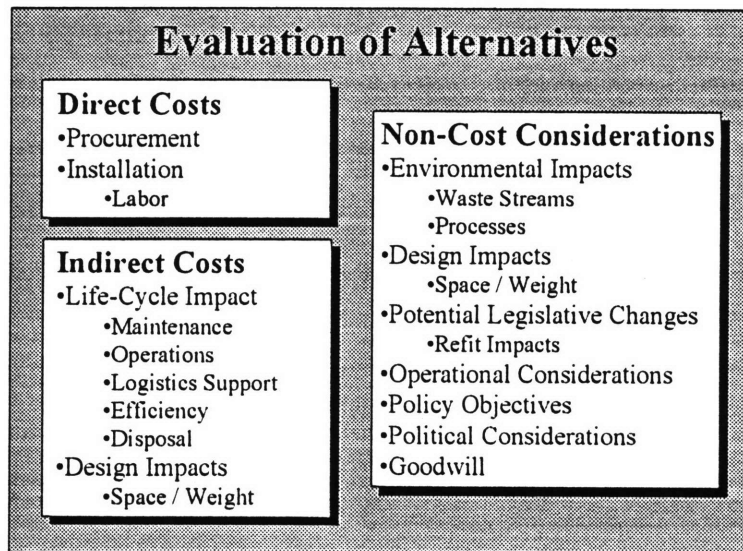 Evaluation of Alternatives
Direct Costs
•Procurement
•Installation
•Labor
Indirect Costs
•Life-Cycle Impact
•Maintenance
•Operations
•Logistics Support
•Efficiency
•Disposal
•Design Impacts
•Space / Weight
Non-Cost Considerations
•Environmental Impacts
•Waste Streams
•Processes
•Design Impacts
•Space / Weight
•Potential Legislative Changes
•Refit Impacts
•Operational Considerations
•Policy Objectives
•Political Considerations
•Goodwill